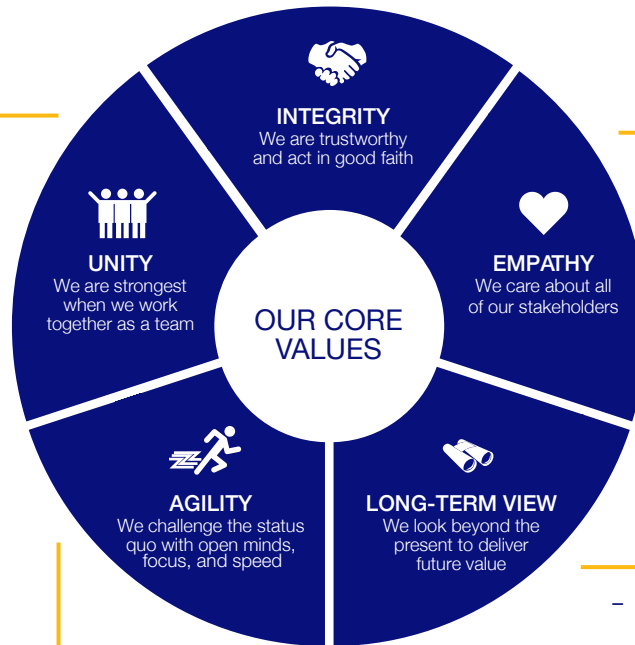 INTEGRITY
We are trustworthy
and act in good faith
EMPATHY
We care about all
of our stakeholders
LONG-TERM VIEW
We look beyond the
present to deliver
future value
AGILITY
We challenge the status
quo with open minds,
focus, and speed
UNITY
We are strongest
when we work
together as a team
OUR CORE
VALUES